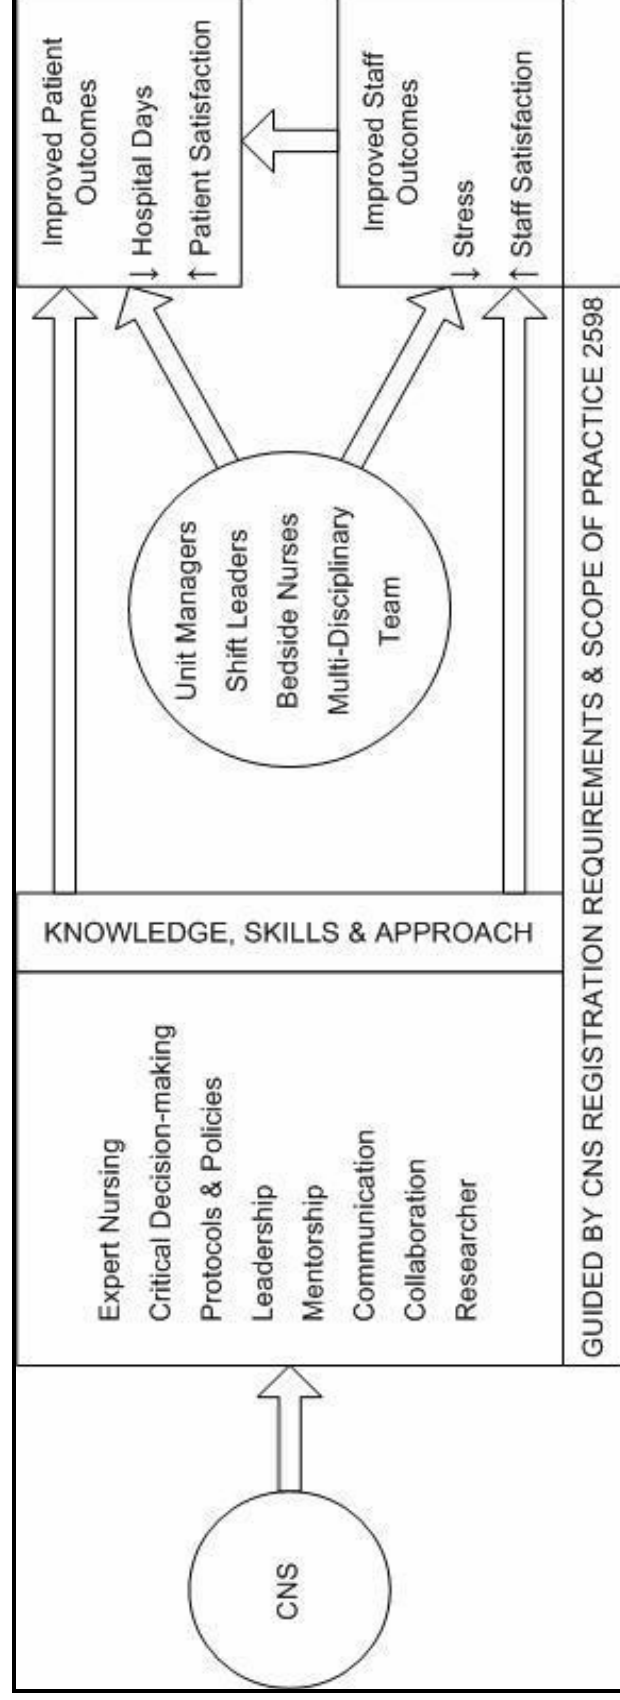 CNS
Expert Nursing
Critical Decision-making
Protocols & Policies
Leadership
Mentorship
Communication
Collaboration
Researcher
KNOWLEDGE, SKILLS & APPROACH
Unit Managers
Shift Leaders
Bedside Nurses
Multi-Disciplinary
Team
Improved Patient
Outcomes
↓ Hospital Days
↑ Patient Satisfaction
Improved Staff
Outcomes
↓ Stress
↑ Staff Satisfaction
GUIDED BY CNS REGISTRATION REQUIREMENTS & SCOPE OF PRACTICE 2598